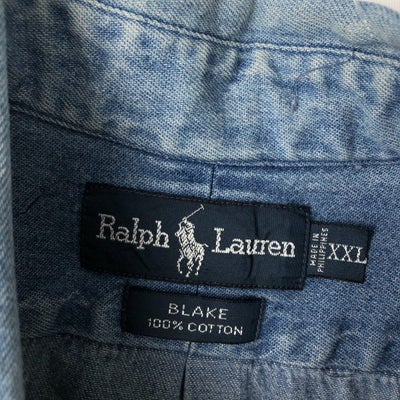 Ralph Lauren
MADE IN
PHILIPPINES
XXL
BLAKE
100% COTTON